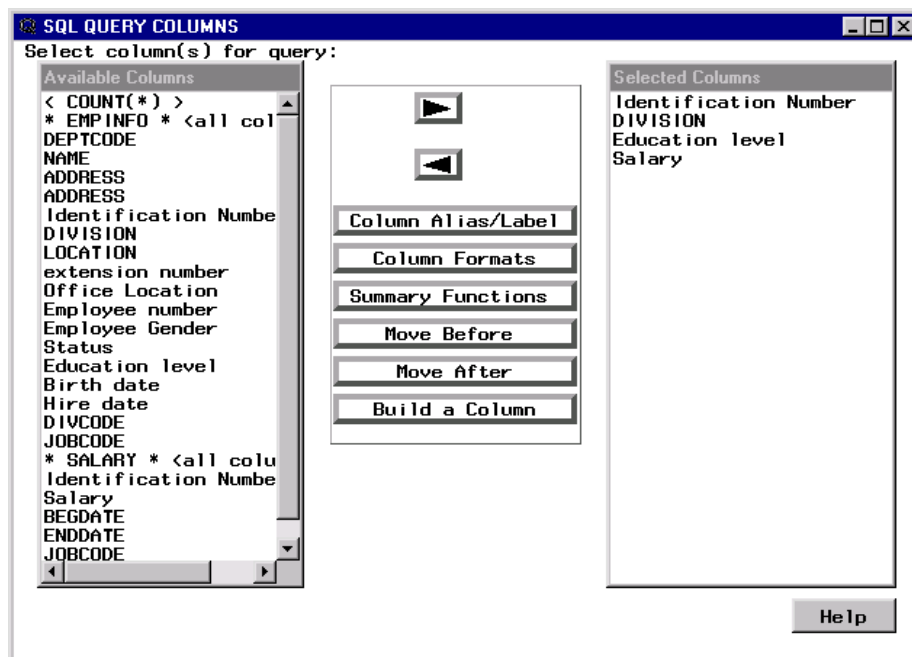 SQL QUERY COLUMNS
Select column(s) for query:
Available Columns
< COUNT(*) >
* EMPINFO * <all col
DEPTCODE
NAME
ADDRESS
ADDRESS
Identification Numbe
DIVISION
LOCATION
extension number
Office Location
Employee number
Employee Gender
Status
Education level
Birth date
Hire date
DIVCODE
JOBCODE
* SALARY * <all colu
Identification Numbe
Salary
BEGDATE
ENDDATE
JOBCODE
Column Alias/Label
Column Formats
Summary Functions
Move Before
Move After
Build a Column
Selected Columns
Identification Number
DIVISION
Education level
Salary
Help